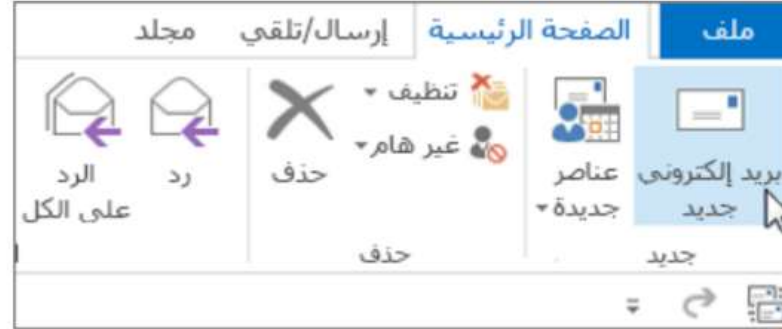 ملف الصفحة الرئيسية إرسال/تلقي مجلد
بريد إلكتروني
جديد
عناصر
جديدة
تنظيف
غير هام
حذف
رد
الرد
على الكل
جديد
حذف